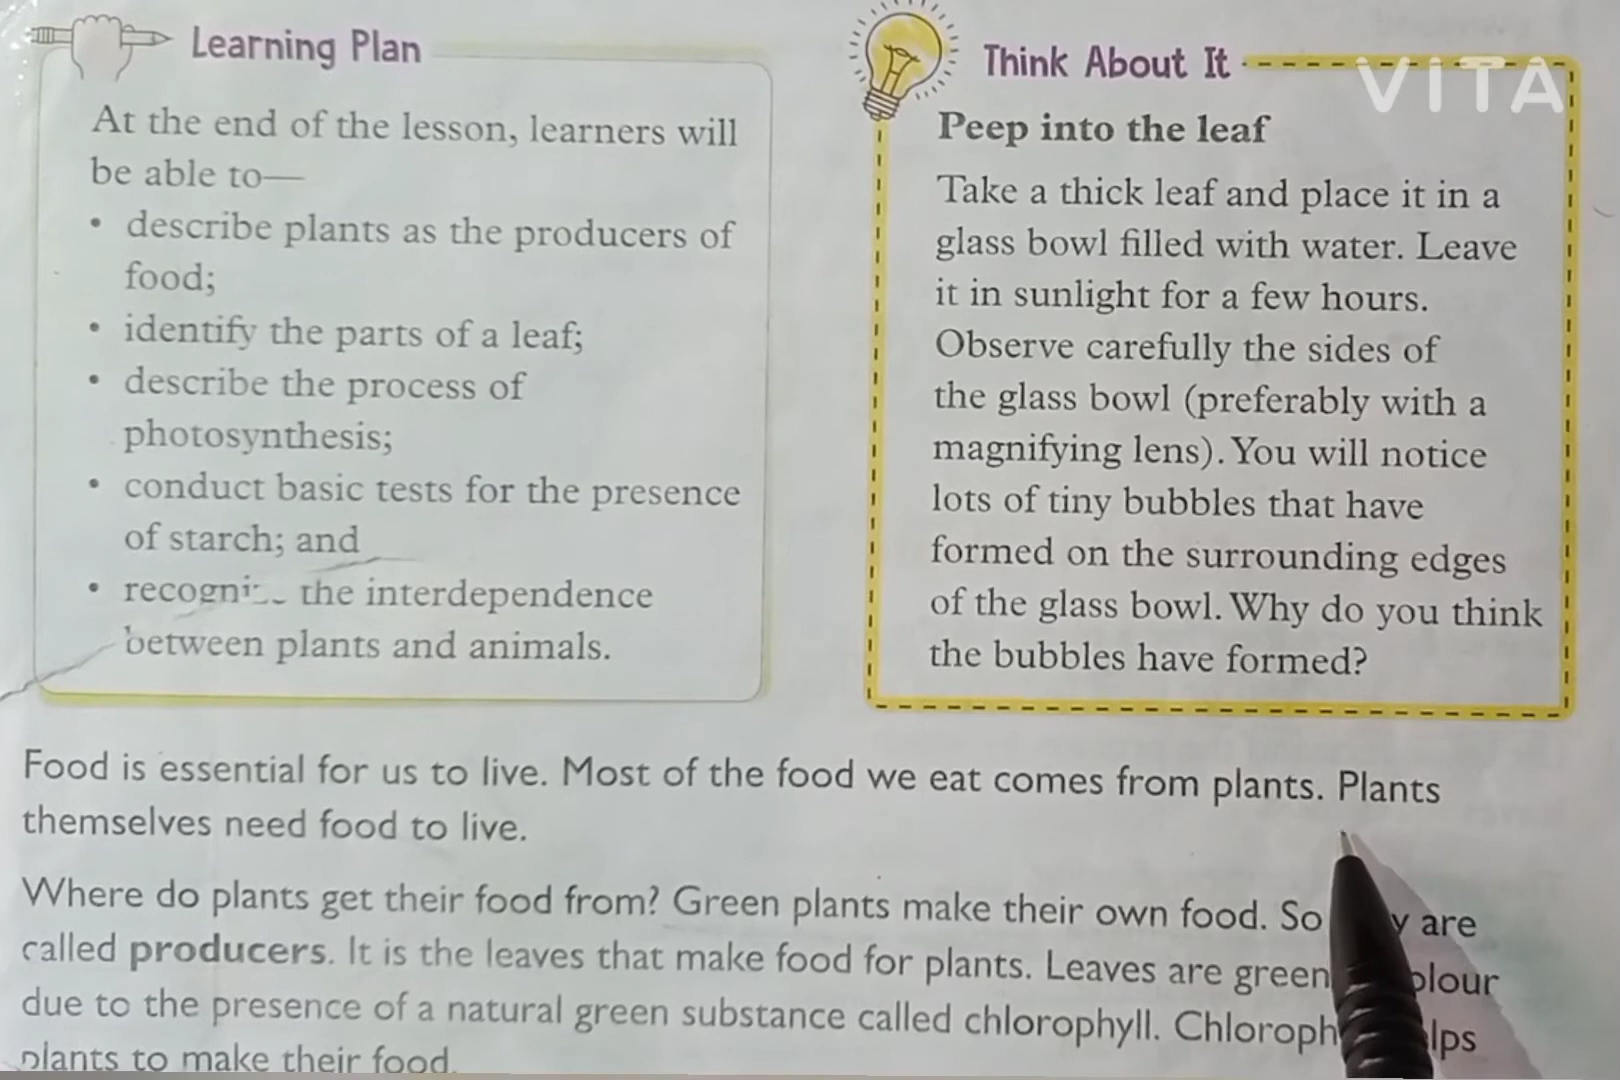 Learning Plan
At the end of the lesson, learners will
be able to—
• describe plants as the producers of
food;
• identify the parts of a leaf;
• describe the process of
photosynthesis;
• conduct basic tests for the presence
of starch; and
• the interdependence
between plants and animals.
Think About It
VITA
Peep into the leaf
Take a thick leaf and place it in a
glass bowl filled with water. Leave
it in sunlight for a few hours.
Observe carefully the sides of
the glass bowl (preferably with a
magnifying lens). You will notice
lots of tiny bubbles that have
formed on the surrounding edges
of the glass bowl. Why do you think
the bubbles have formed?
Food is essential for us to live. Most of the food we eat comes from plants. Plants
themselves need food to live.
Where do plants get their food from? Green plants make their own food. So are
called producers. It is the leaves that make food for plants. Leaves are green
due to the presence of a natural green substance called chlorophyll.
plants to make their food.